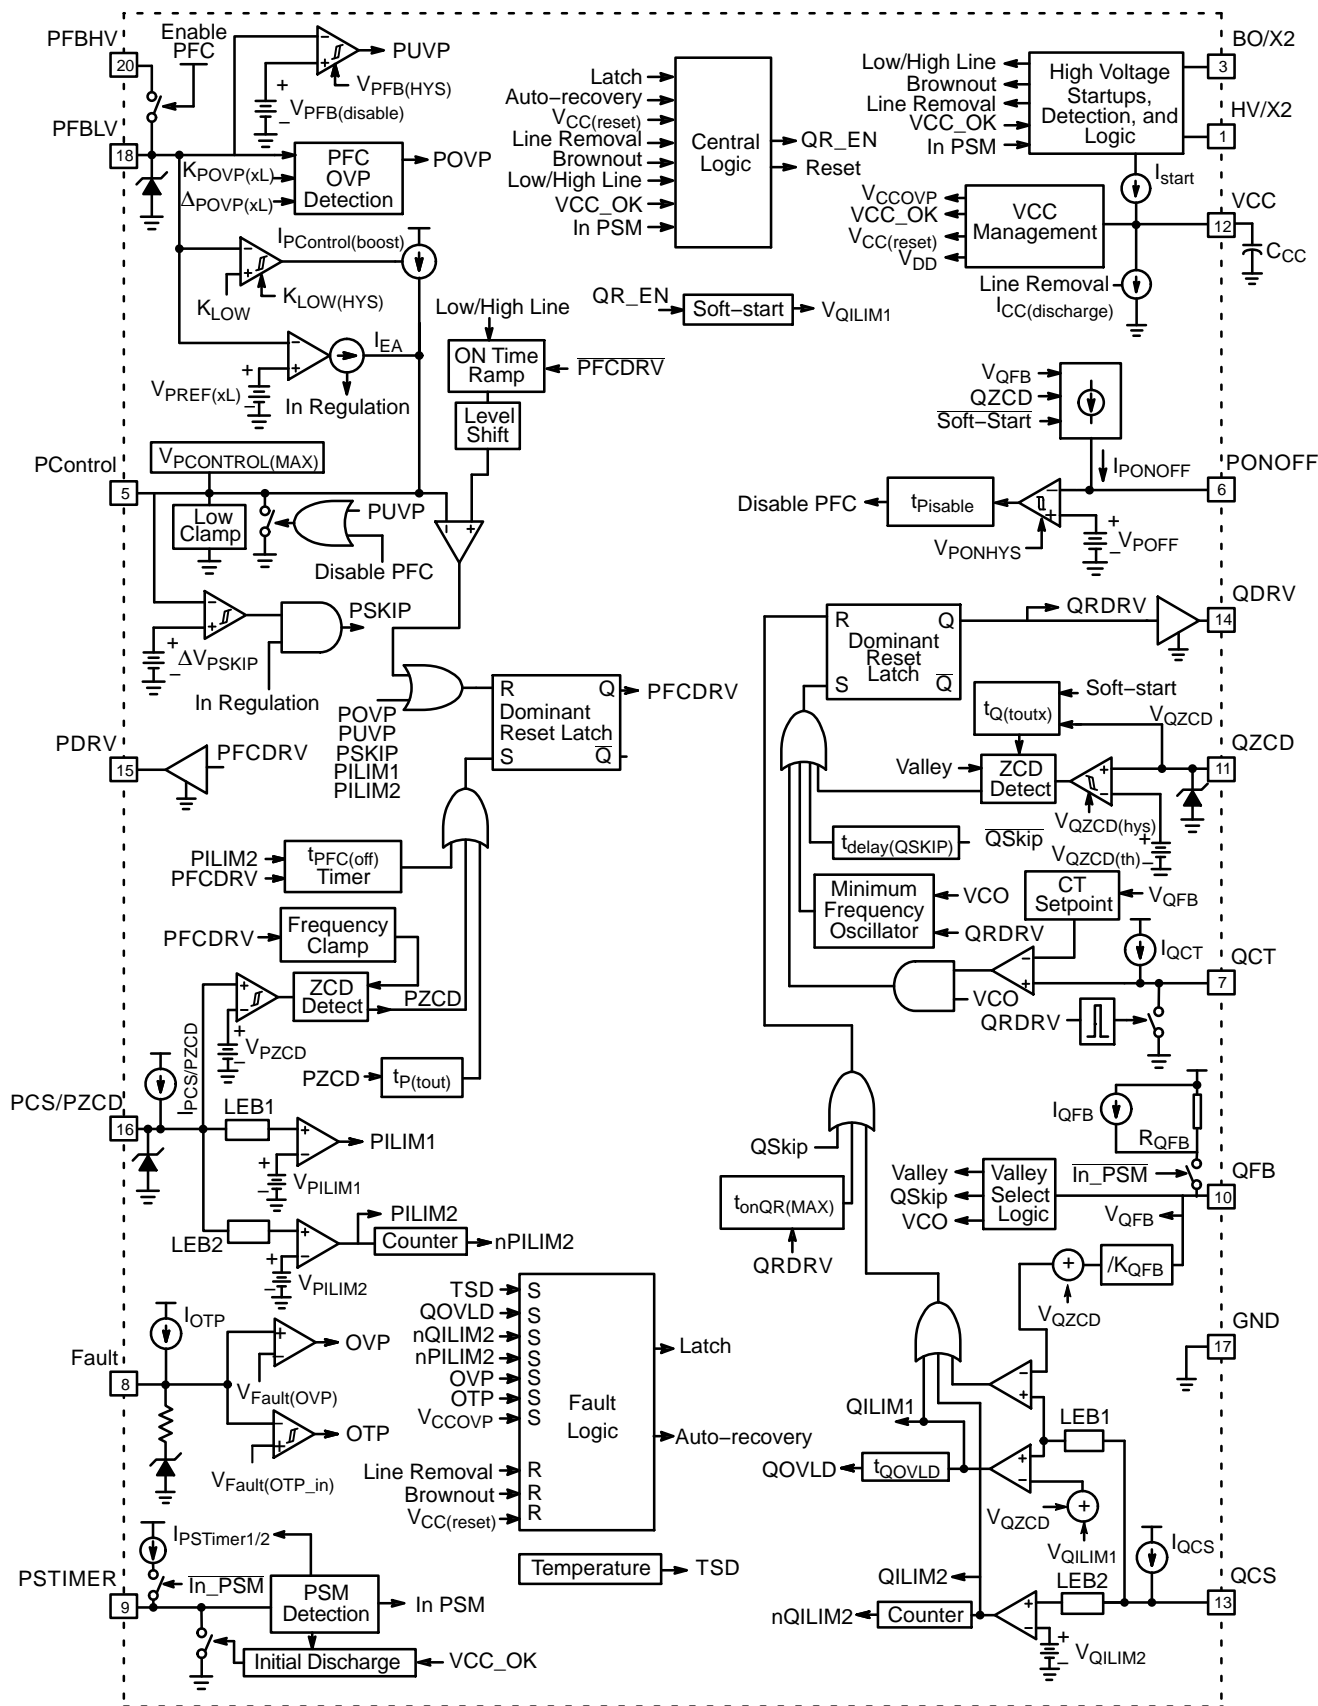 PFBHV
20
Enable
PFC
PUVP
VPFB(HYS)
+
−
VPFB(disable)
PFBLV
18
KPOVP(xL)
ΔPOVP(xL)
PFC
OVP
Detection
POVP
IPControl(boost)
KLOW
KLOW(HYS)
IEA
VPREF(xL)
In Regulation
Latch
Auto−recovery
VCC(reset)
Line Removal
Brownout
Low/High Line
VCC_OK
In PSM
Central
Logic
QR_EN
Reset
QR_EN
Soft−start
VQILIM1
Low/High Line
Brownout
Line Removal
VCC_OK
In PSM
High Voltage
Startups,
Detection, and
Logic
BO/X2
3
HV/X2
1
Istart
VCCOVP
VCC_OK
VCC(reset)
VDD
VCC
Management
VCC
12
CCC
Line Removal
ICC(discharge)
Low/High Line
ON Time
Ramp
PFCDRV
Level
Shift
VQFB
QZCD
Soft−Start
IPONOFF
PONOFF
6
Disable PFC
tPisable
VPONHYS
VPOFF
PControl
5
VPCONTROL(MAX)
Low
Clamp
PUVP
Disable PFC
PSKIP
ΔVPSKIP
In Regulation
POVP
PUVP
PSKIP
PILIM1
PILIM2
R
Q
Dominant
Reset Latch
S
Q
PFCDRV
PDRV
15
PFCDRV
R
Q
Dominant
Reset
Latch
S
Q
QRDRV
QDRV
14
tQ(toutx)
Soft−start
VQZCD
QZCD
11
Valley
ZCD
Detect
VQZCD(hys)
VQZCD(th)
tdelay(QSKIP)
QSkip
Minimum
Frequency
Oscillator
VCO
QRDRV
CT
Setpoint
VQFB
IQCT
QCT
7
VCO
QRDRV
PILIM2
PFCDRV
tPFC(off)
Timer
PFCDRV
Frequency
Clamp
ZCD
Detect
PZCD
VPZCD
PZCD
tP(tout)
IPCS/PZCD
PCS/PZCD
16
LEB1
PILIM1
VPILIM1
LEB2
PILIM2
Counter
nPILIM2
VPILIM2
QSkip
tonQR(MAX)
QRDRV
IQFB
RQFB
In_PSM
QFB
10
Valley
QSkip
VCO
Valley
Select
Logic
VQFB
/KQFB
VQZCD
GND
17
IOTP
Fault
8
OVP
VFault(OVP)
OTP
VFault(OTP_in)
TSD
QOVLD
nQILIM2
nPILIM2
OVP
OTP
VCCOVP
S
S
S
S
S
S
S
Line Removal
Brownout
VCC(reset)
R
R
R
Fault
Logic
Latch
Auto−recovery
Temperature
TSD
QILIM1
QOVLD
tQOVLD
LEB1
VQZCD
VQILIM1
QILIM2
nQILIM2
Counter
LEB2
IQCS
QCS
13
VQILIM2
IPSTimer1/2
PSTIMER
9
In_PSM
PSM
Detection
In PSM
Initial Discharge
VCC_OK